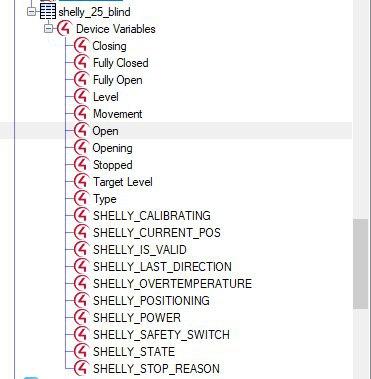 shelly_25_blind
Device Variables
Closing
Fully Closed
Fully Open
Level
Movement
Open
Opening
Stopped
Target Level
Type
SHELLY_CALIBRATING
SHELLY_CURRENT_POS
SHELLY_IS_VALID
SHELLY_LAST_DIRECTION
SHELLY_OVERTEMPERATURE
SHELLY_POSITIONING
SHELLY_POWER
SHELLY_SAFETY_SWITCH
SHELLY_STATE
SHELLY_STOP_REASON